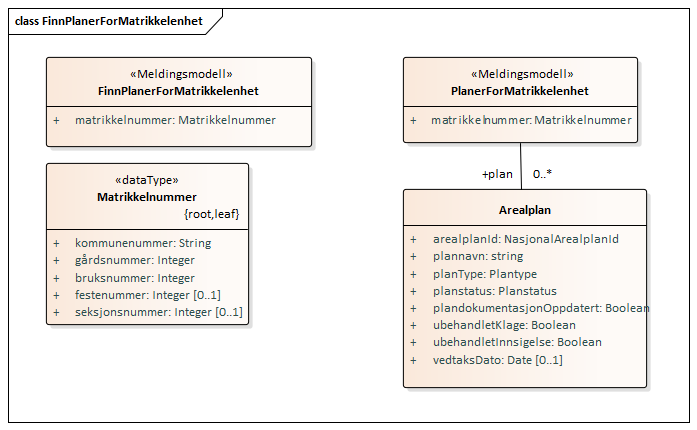 class FinnPlanerForMatrikkelenhet
«Meldingsmodell»
FinnPlanerForMatrikkelenhet
+ matrikkelnummer: Matrikkelnummer
«Meldingsmodell»
PlanerForMatrikkelenhet
+ matrikkelnummer: Matrikkelnummer
+plan 0..*
«dataType»
Matrikkelnummer
{root,leaf}
+ kommunenummer: String
+ gårdsnummer: Integer
+ bruksnummer: Integer
+ festenummer: Integer [0..1]
+ seksjonsnummer: Integer [0..1]
Arealplan
+ arealplanId: NasjonalArealplanId
+ plannavn: string
+ planType: Plantype
+ planstatus: Planstatus
+ plandokumentasjonOppdatert: Boolean
+ ubehandletKlage: Boolean
+ ubehandletInnsigelse: Boolean
+ vedtaksDato: Date [0..1]